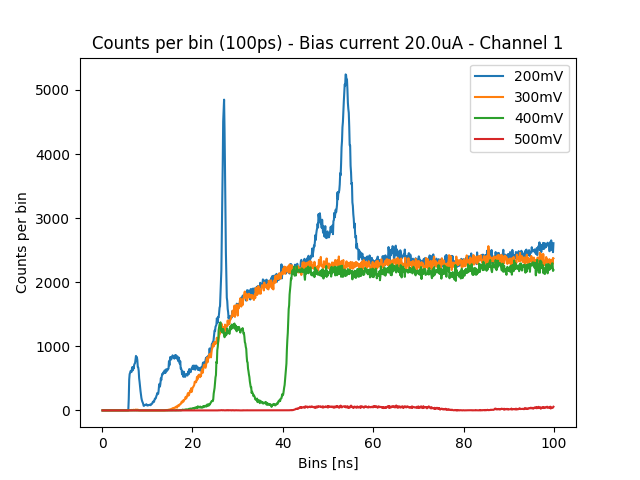 Counts per bin (100ps) - Bias current 20.0uA - Channel 1
200mV
300mV
400mV
500mV
Counts per bin
5000
4000
3000
2000
1000
0
0 20 40 60 80 100
Bins [ns]